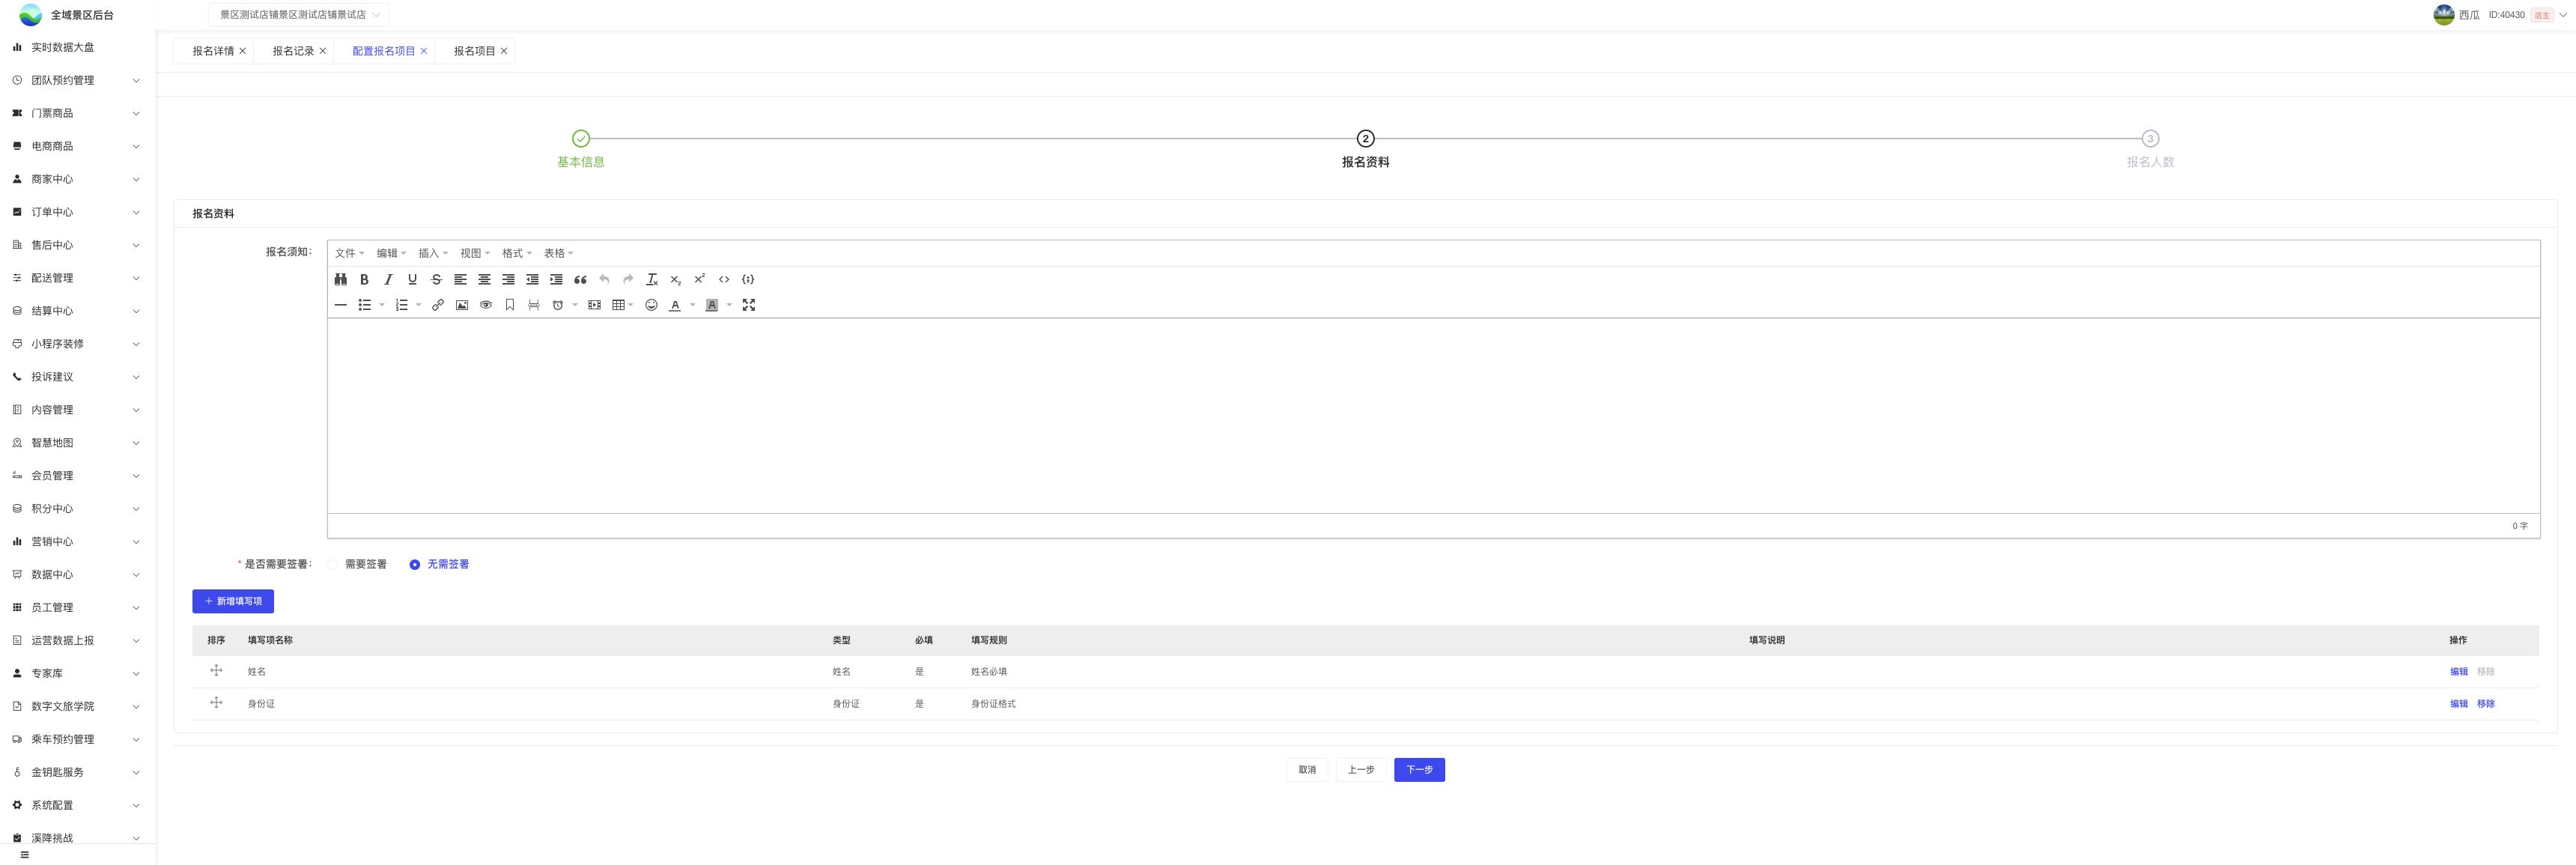 全域景区后台
景区测试店铺景区测试店铺景试店
西瓜 ID:40430 店主
实时数据大盘
团队预约管理
门票商品
电商商品
商家中心
订单中心
售后中心
配送管理
结算中心
小程序装修
投诉建议
内容管理
智慧地图
会员管理
积分中心
营销中心
数据中心
员工管理
运营数据上报
专家库
数字文旅学院
乘车预约管理
金钥匙服务
系统配置
溪降挑战
报名详情 报名记录 配置报名项目 报名项目
2 3
基本信息 报名资料 报名人数
报名资料
报名须知:
文件 编辑 插入 视图 格式 表格
0 字
* 是否需要签署: 需要签署 无需签署
新增填写项
排序 填写项名称 类型 必填 填写规则 填写说明 操作
姓名 姓名 是 姓名必填 编辑 移除
身份证 身份证 是 身份证格式 编辑 移除
取消 上一步 下一步